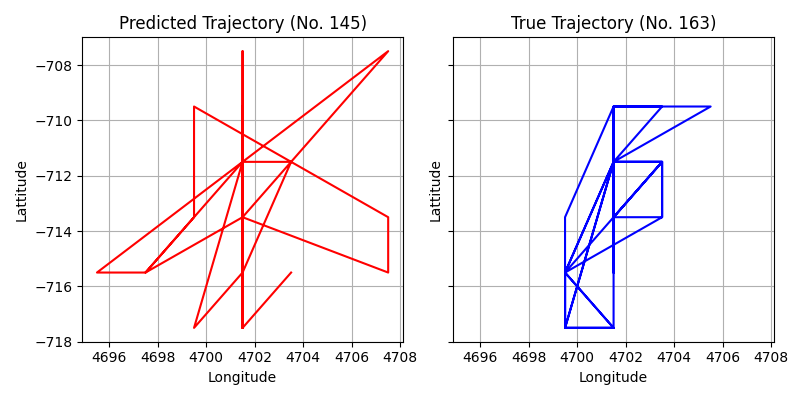 Predicted Trajectory (No. 145)
True Trajectory (No. 163)
−708
−710
−712
−714
−716
−718
Lattitude
Lattitude
4696 4698 4700 4702 4704 4706 4708
4696 4698 4700 4702 4704 4706 4708
Longitude
Longitude